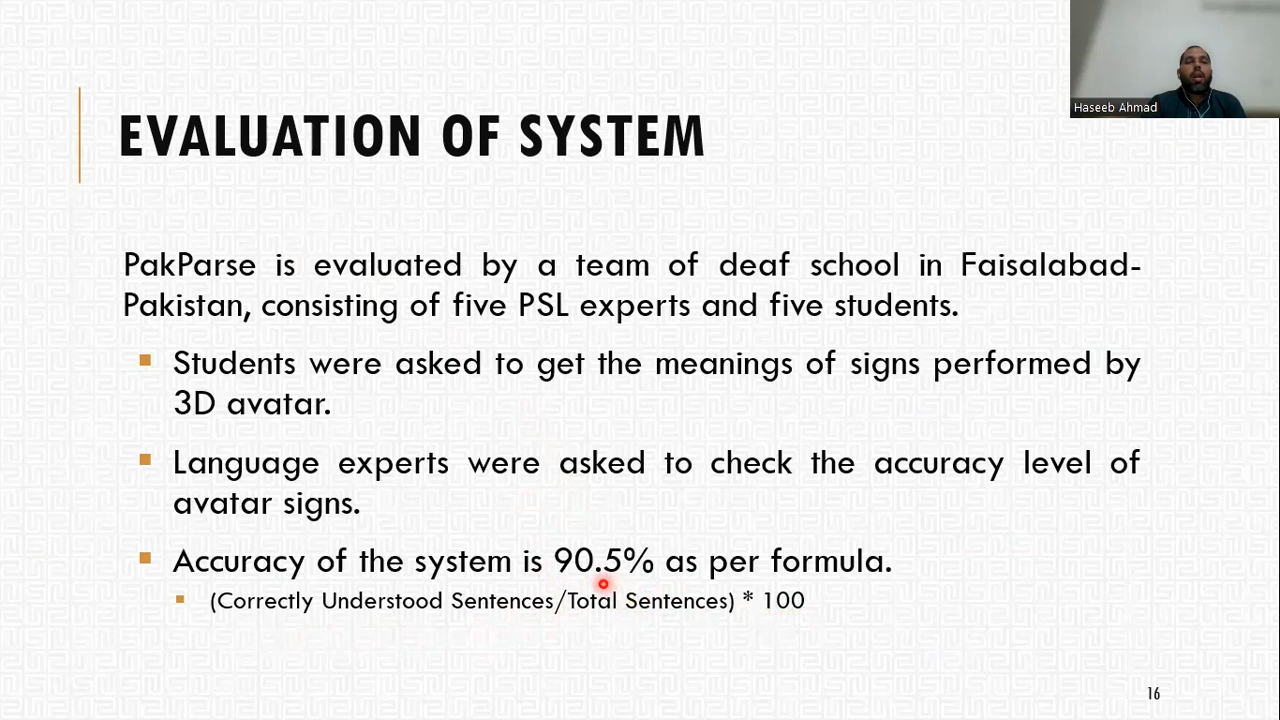 Haseeb Ahmad
EVALUATION OF SYSTEM
PakParse is evaluated by a team of deaf school in Faisalabad-
Pakistan, consisting of five PSL experts and five students.
Students were asked to get the meanings of signs performed by
3D avatar.
Language experts were asked to check the accuracy level of
avatar signs.
Accuracy of the system is 90.5% as per formula.
(Correctly Understood Sentences/Total Sentences) * 100
16